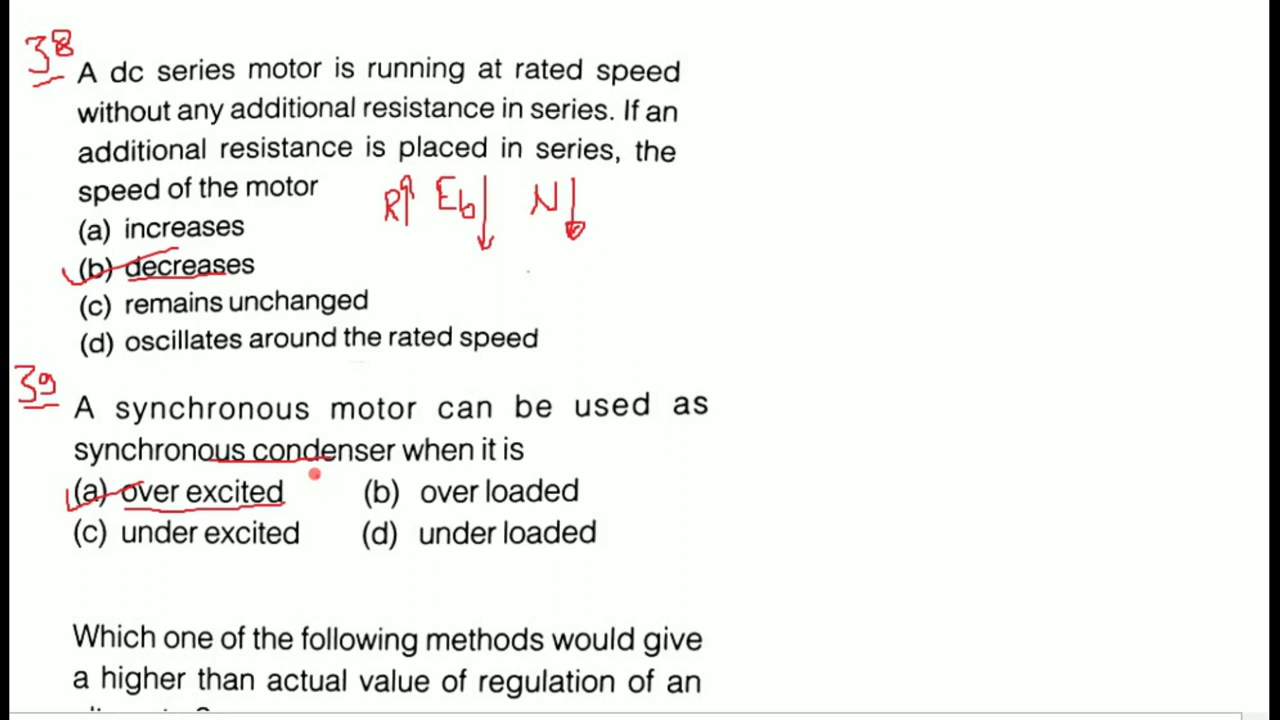 38
A dc series motor is running at rated speed
without any additional resistance in series. If an
additional resistance is placed in series, the
speed of the motor
R↑ Eb↓ N↓
(a) increases
(b) decreases
(c) remains unchanged
(d) oscillates around the rated speed
39
A synchronous motor can be used as
synchronous condenser when it is
(a) over excited (b) over loaded
(c) under excited (d) under loaded
Which one of the following methods would give
a higher than actual value of regulation of an